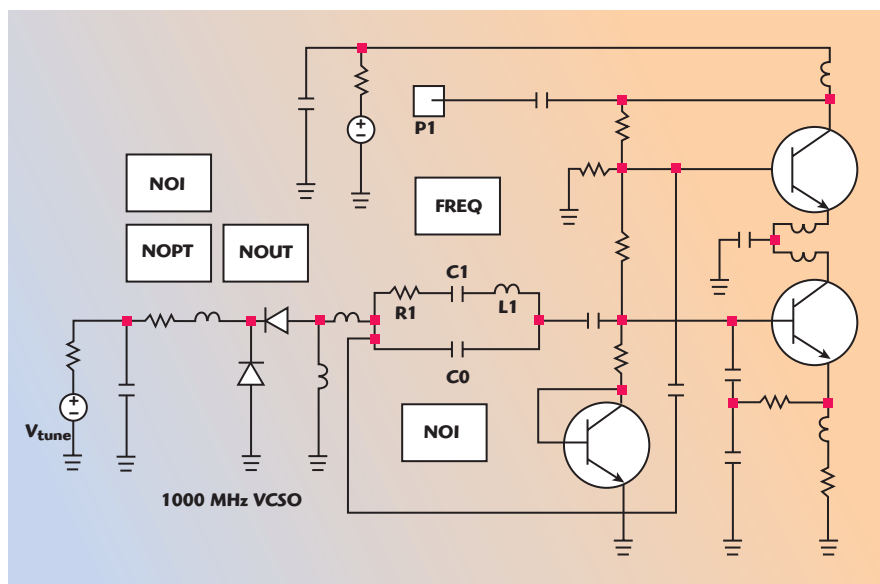 P1
NOI
FREQ
NOPT
NOUT
C1
R1
L1
C0
NOI
Vtune
1000 MHz VCSO